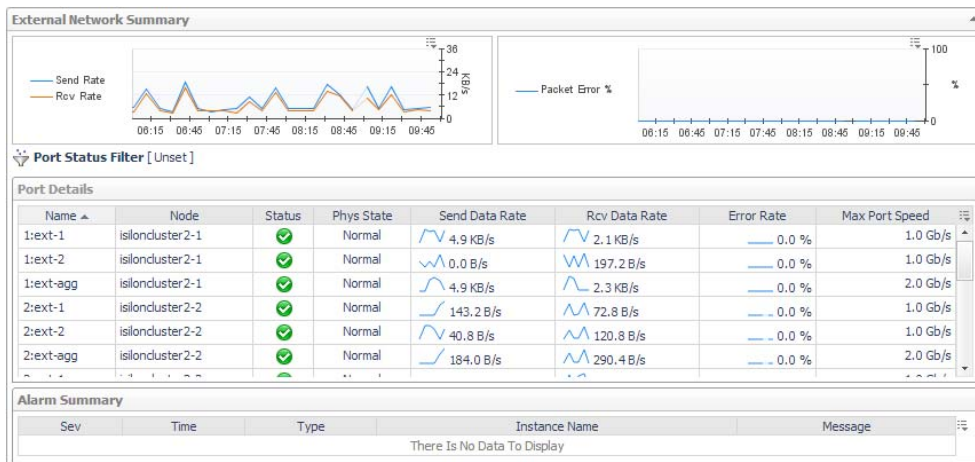 External Network Summary
Send Rate
Rcv Rate
36
24
12
0
KB/s
06:15 06:45 07:15 07:45 08:15 08:45 09:15 09:45
Packet Error %
100
0
%
06:15 06:45 07:15 07:45 08:15 08:45 09:15 09:45
Port Status Filter [ Unset ]
Port Details
Name Node Status Phys State Send Data Rate Rcv Data Rate Error Rate Max Port Speed
1:ext-1 isiloncluster2-1 Normal 4.9 KB/s 2.1 KB/s 0.0 % 1.0 Gb/s
1:ext-2 isiloncluster2-1 Normal 0.0 B/s 197.2 B/s 0.0 % 1.0 Gb/s
1:ext-agg isiloncluster2-1 Normal 4.9 KB/s 2.3 KB/s 0.0 % 2.0 Gb/s
2:ext-1 isiloncluster2-2 Normal 143.2 B/s 72.8 B/s 0.0 % 1.0 Gb/s
2:ext-2 isiloncluster2-2 Normal 40.8 B/s 120.8 B/s 0.0 % 1.0 Gb/s
2:ext-agg isiloncluster2-2 Normal 184.0 B/s 290.4 B/s 0.0 % 2.0 Gb/s
Alarm Summary
Sev Time Type Instance Name Message
There Is No Data To Display